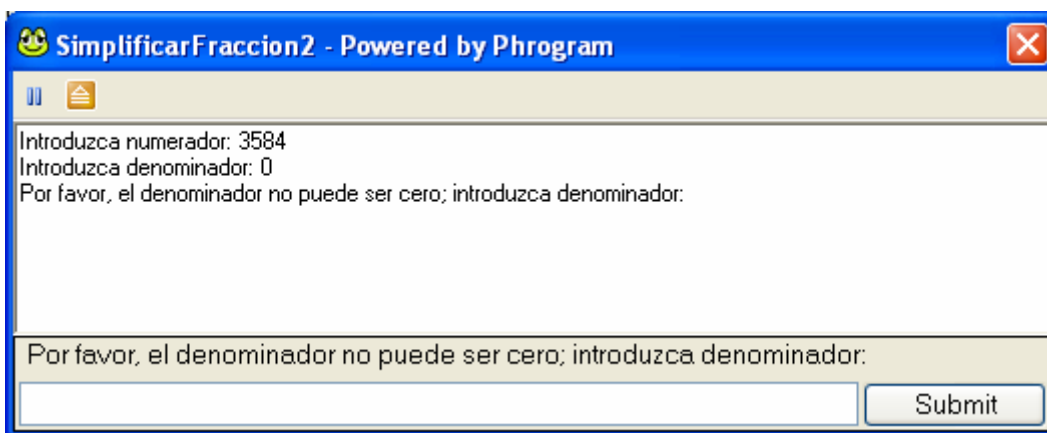 SimplificarFraccion2 - Powered by Phrogram
Introduzca numerador: 3584
Introduzca denominador: 0
Por favor, el denominador no puede ser cero; introduzca denominador:
Por favor, el denominador no puede ser cero; introduzca denominador:
Submit